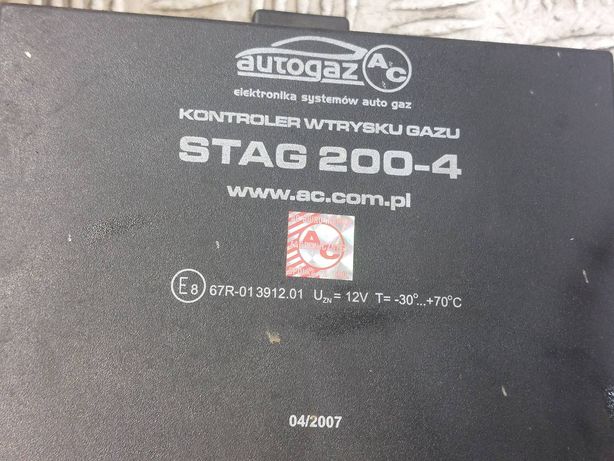 autogaz AC
elektronika systemów auto gaz
KONTROLER WTRYSKU GAZU
STAG 200-4
www.ac.com.pl
AC
E8 67R-013912.01 UZN = 12V T= -30°...+70°C
04/2007